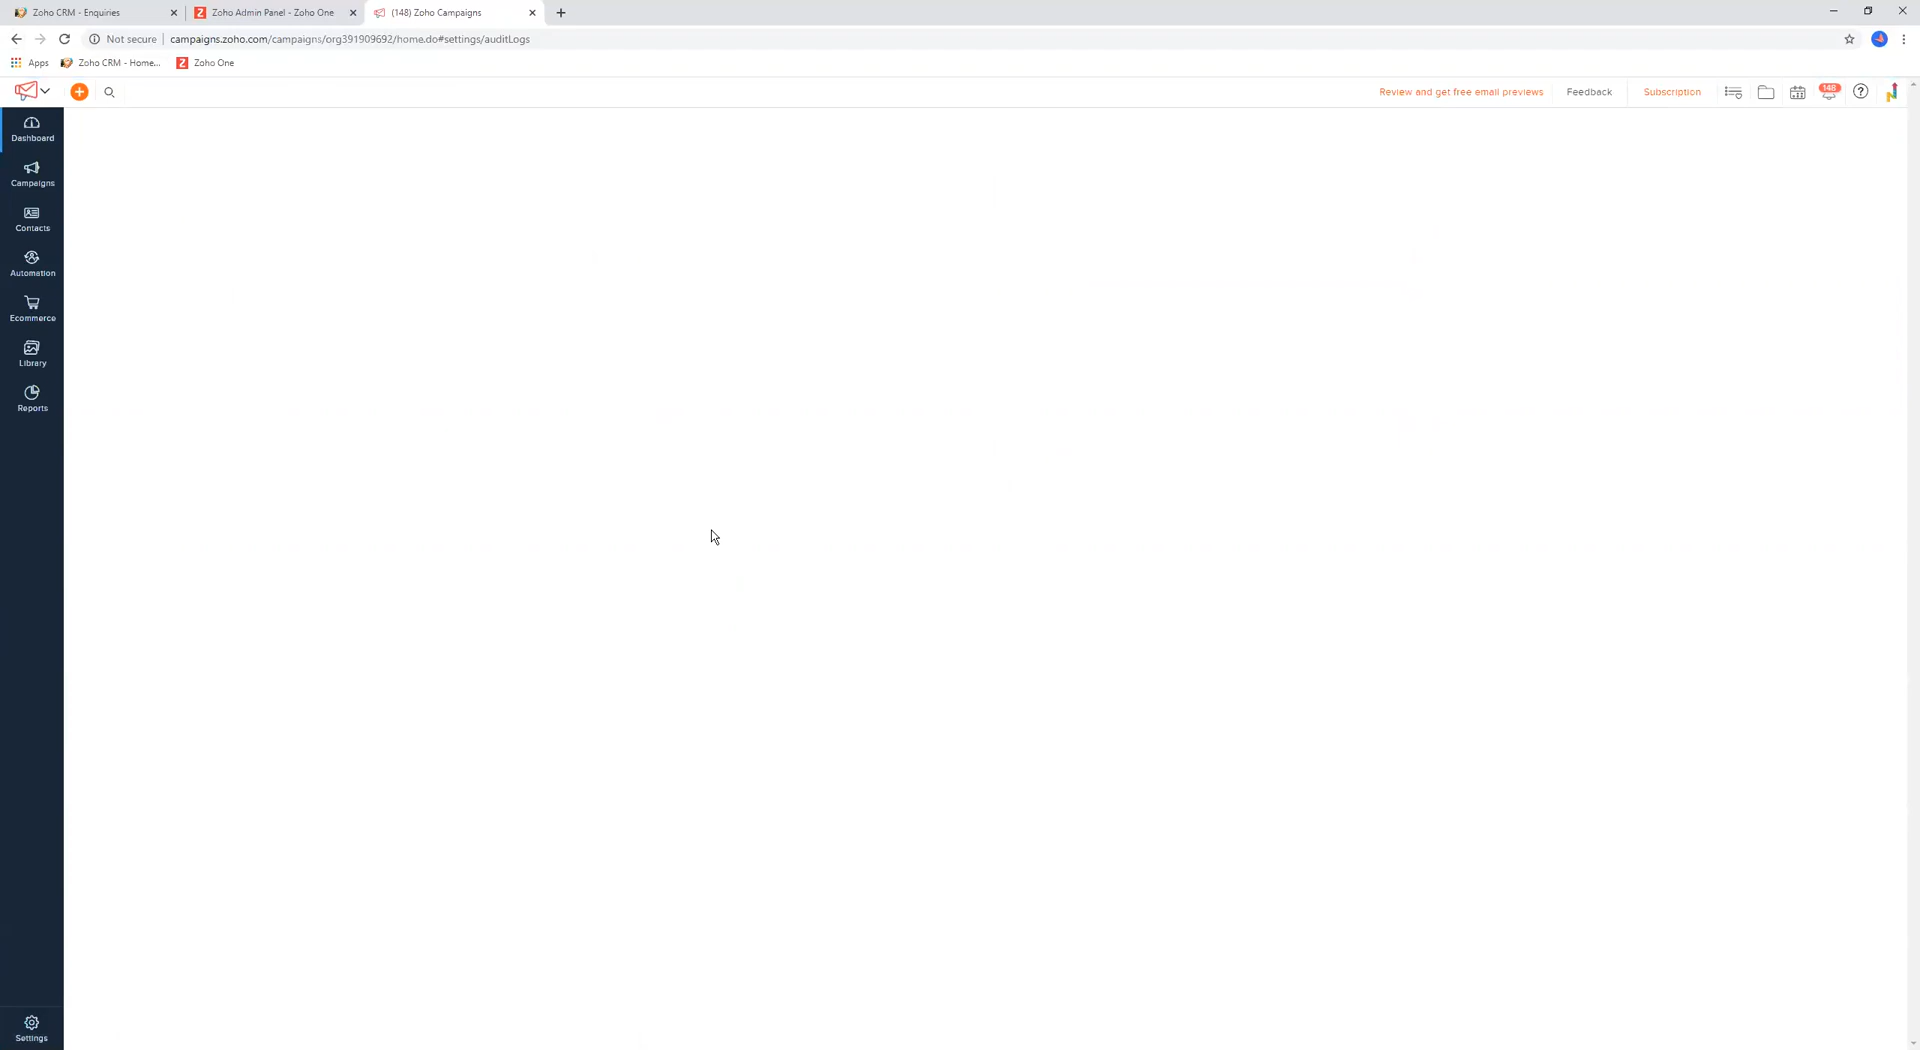 Zoho CRM - Enquiries
Zoho Admin Panel - Zoho One
(148) Zoho Campaigns
Not secure
campaigns.zoho.com/campaigns/org391909692/home.do#settings/auditLogs
Apps
Zoho CRM - Home...
Zoho One
Review and get free email previews
Feedback
Subscription
148
Dashboard
Campaigns
Contacts
Automation
Ecommerce
Library
Reports
Settings